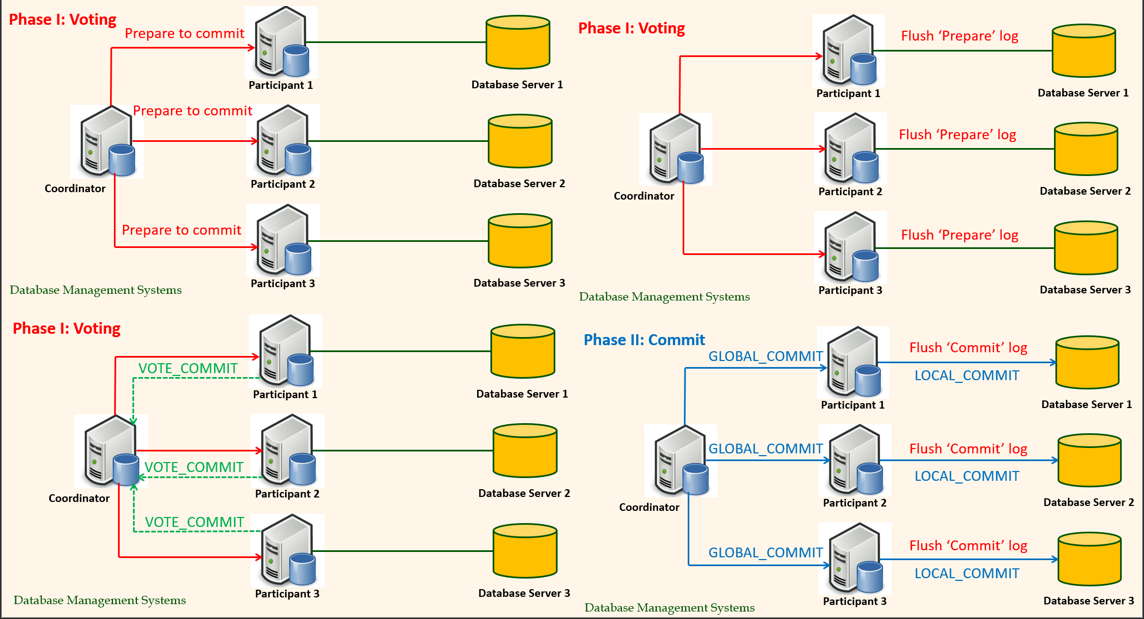 Phase I: Voting
Prepare to commit
Participant 1
Database Server 1
Prepare to commit
Coordinator
Participant 2
Database Server 2
Prepare to commit
Participant 3
Database Server 3
Database Management Systems
Phase I: Voting
Flush ‘Prepare’ log
Participant 1
Database Server 1
Flush ‘Prepare’ log
Coordinator
Participant 2
Database Server 2
Flush ‘Prepare’ log
Participant 3
Database Server 3
Database Management Systems
Phase I: Voting
VOTE_COMMIT
Participant 1
Database Server 1
VOTE_COMMIT
Coordinator
Participant 2
Database Server 2
VOTE_COMMIT
Participant 3
Database Server 3
Database Management Systems
Phase II: Commit
GLOBAL_COMMIT
Flush ‘Commit’ log
LOCAL_COMMIT
Participant 1
Database Server 1
GLOBAL_COMMIT
Flush ‘Commit’ log
LOCAL_COMMIT
Coordinator
Participant 2
Database Server 2
GLOBAL_COMMIT
Flush ‘Commit’ log
LOCAL_COMMIT
Participant 3
Database Server 3
Database Management Systems